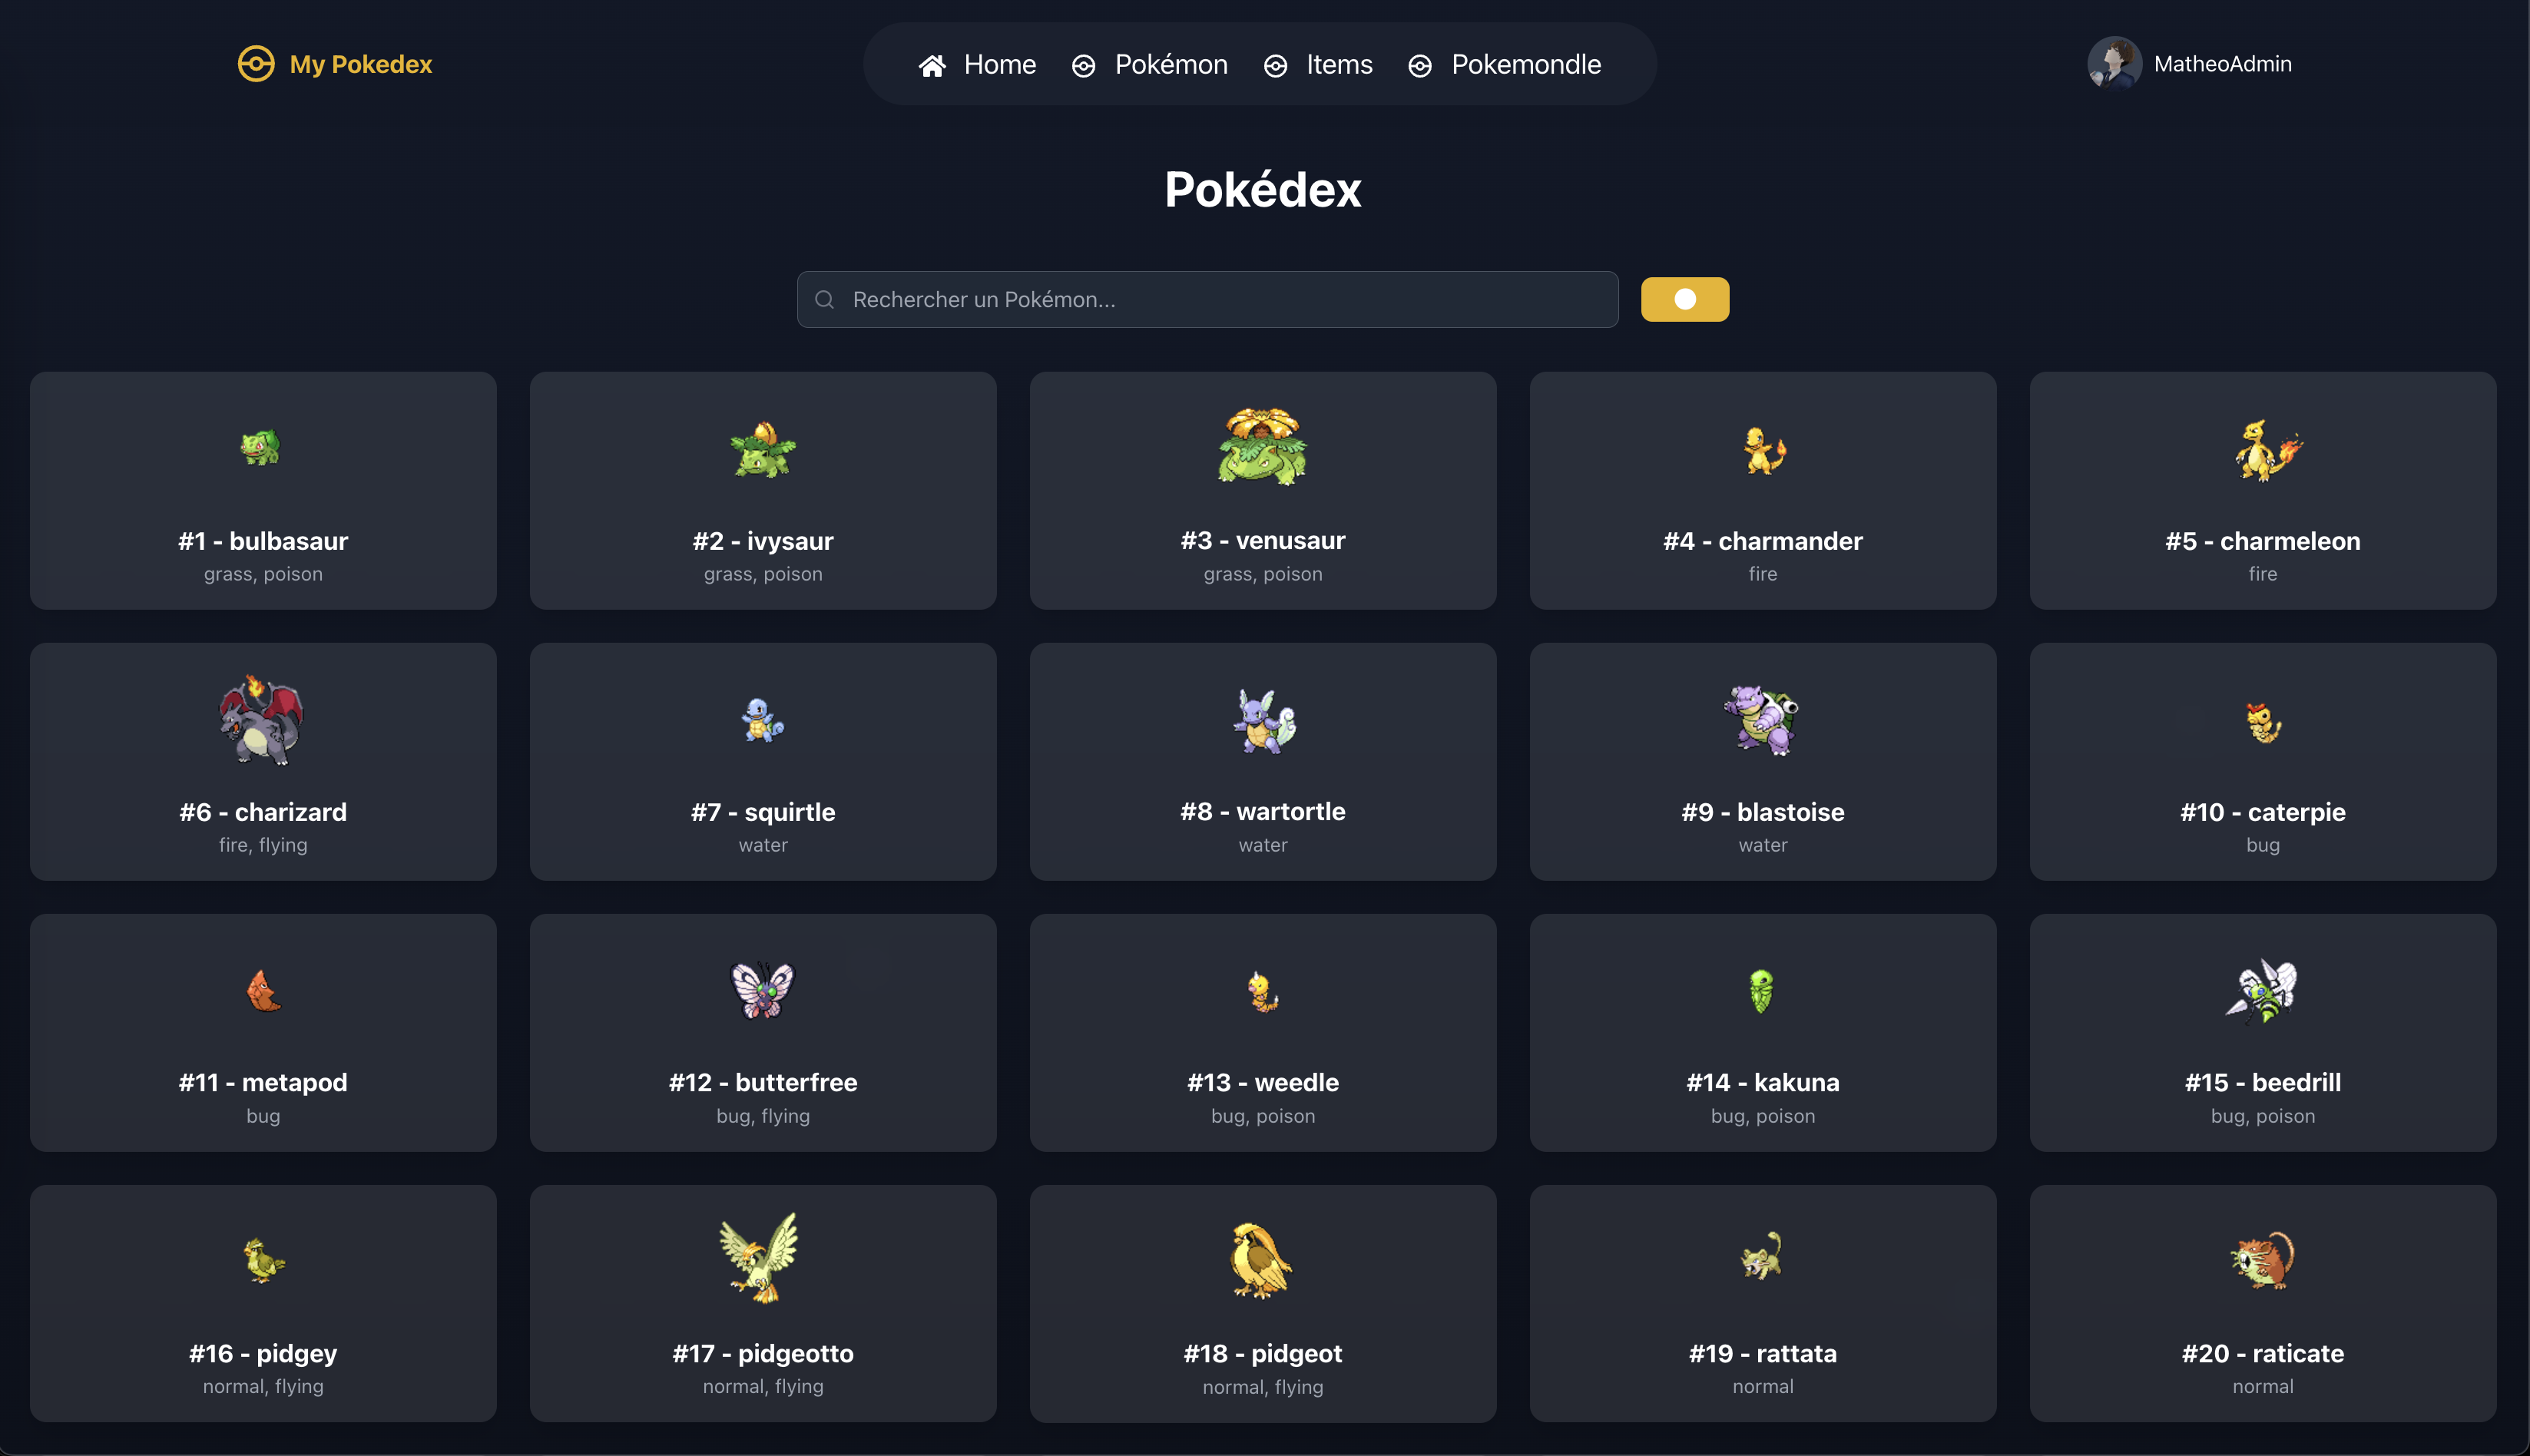 My Pokedex
Home Pokémon Items Pokemondle
MatheoAdmin
Pokédex
Rechercher un Pokémon...
#1 - bulbasaur
grass, poison
#2 - ivysaur
grass, poison
#3 - venusaur
grass, poison
#4 - charmander
fire
#5 - charmeleon
fire
#6 - charizard
fire, flying
#7 - squirtle
water
#8 - wartortle
water
#9 - blastoise
water
#10 - caterpie
bug
#11 - metapod
bug
#12 - butterfree
bug, flying
#13 - weedle
bug, poison
#14 - kakuna
bug, poison
#15 - beedrill
bug, poison
#16 - pidgey
normal, flying
#17 - pidgeotto
normal, flying
#18 - pidgeot
normal, flying
#19 - rattata
normal
#20 - raticate
normal